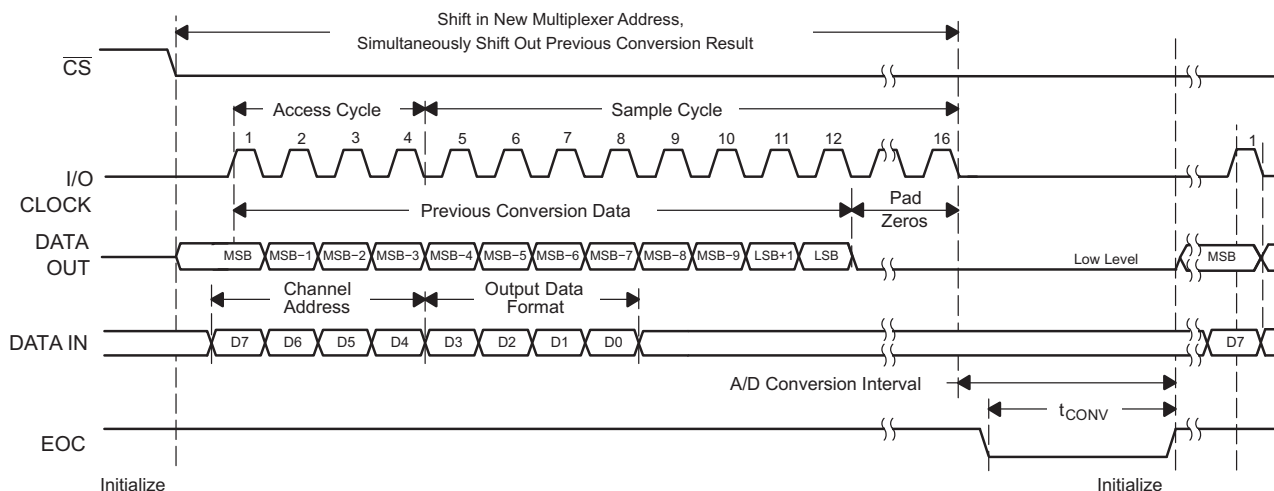 Shift in New Multiplexer Address,
Simultaneously Shift Out Previous Conversion Result
CS
Access Cycle
Sample Cycle
1 2 3 4 5 6 7 8 9 10 11 12 16 1
I/O
CLOCK
Previous Conversion Data
Pad
Zeros
DATA
OUT
MSB MSB−1 MSB−2 MSB−3 MSB−4 MSB−5 MSB−6 MSB−7 MSB−8 MSB−9 LSB+1 LSB Low Level MSB
Channel
Address
Output Data
Format
DATA IN
D7 D6 D5 D4 D3 D2 D1 D0 D7
A/D Conversion Interval
tCONV
EOC
Initialize
Initialize